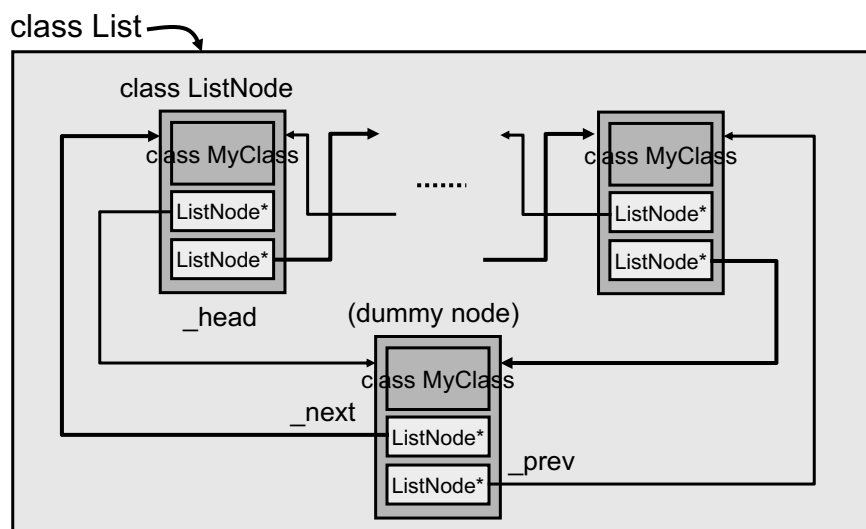 class List
class ListNode
class MyClass
ListNode*
ListNode*
class MyClass
ListNode*
ListNode*
_head
(dummy node)
class MyClass
_next
ListNode*
_prev
ListNode*